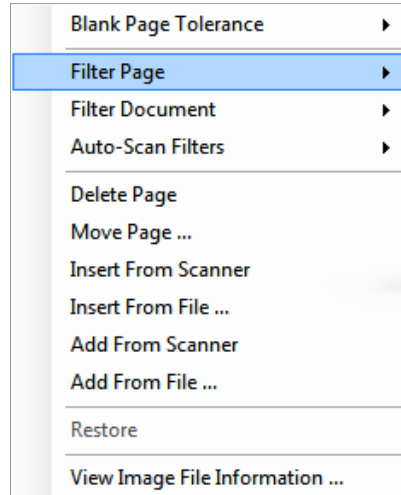 Blank Page Tolerance
Filter Page
Filter Document
Auto-Scan Filters
Delete Page
Move Page ...
Insert From Scanner
Insert From File ...
Add From Scanner
Add From File ...
Restore
View Image File Information ...